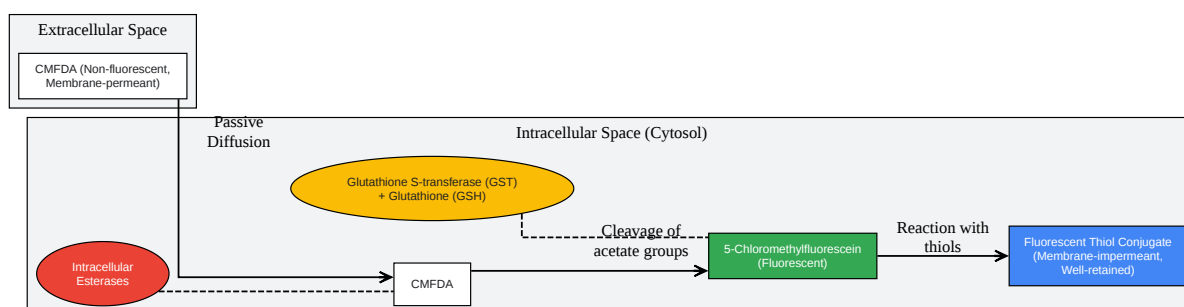 Extracellular Space
CMFDA (Non-fluorescent,
Membrane-permeant)
Passive
Diffusion
Intracellular Space (Cytosol)
Glutathione S-transferase (GST)
+ Glutathione (GSH)
Intracellular
Esterases
CMFDA
Cleavage of
acetate groups
5-Chloromethylfluorescein
(Fluorescent)
Reaction with
thiols
Fluorescent Thiol Conjugate
(Membrane-impermeant,
Well-retained)